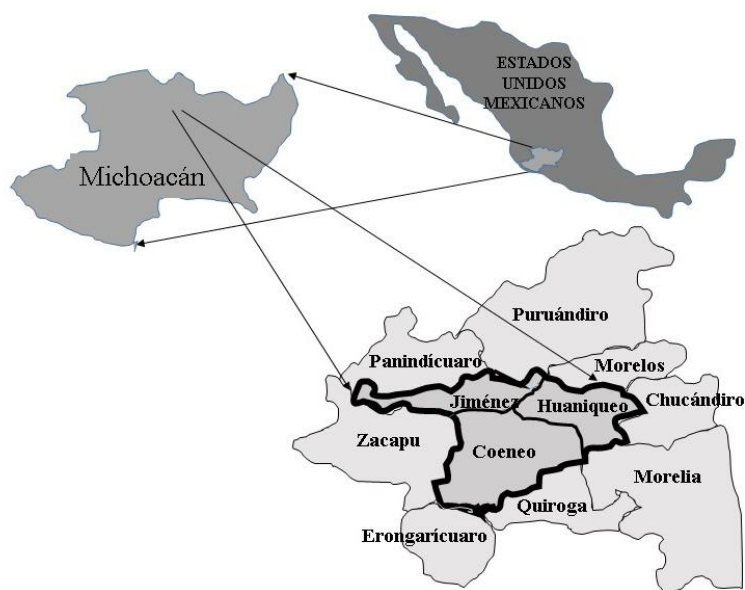 ESTADOS
UNIDOS
MEXICANOS
Michoacán
Puruándiro
Panindícuaro
Morelos
Jiménez
Huaniqueo
Chucándiro
Zacapu
Coeneo
Morelia
Quiroga
Erongarícuaro